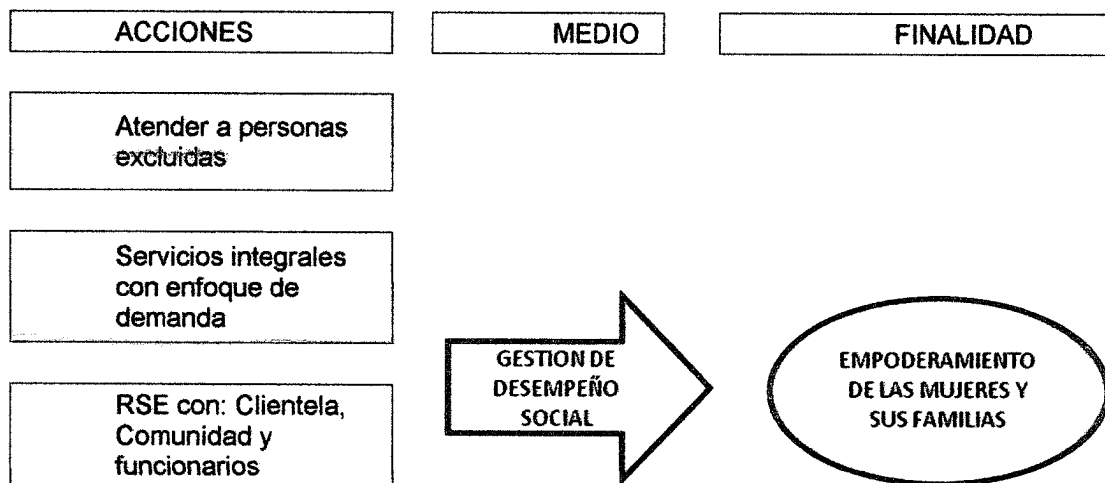 ACCIONES
MEDIO
FINALIDAD
Atender a personas
excluidas
Servicios integrales
con enfoque de
demanda
RSE con: Clientela,
Comunidad y
funcionarios
GESTION DE
DESEMPEÑO
SOCIAL
EMPODERAMIENTO
DE LAS MUJERES Y
SUS FAMILIAS